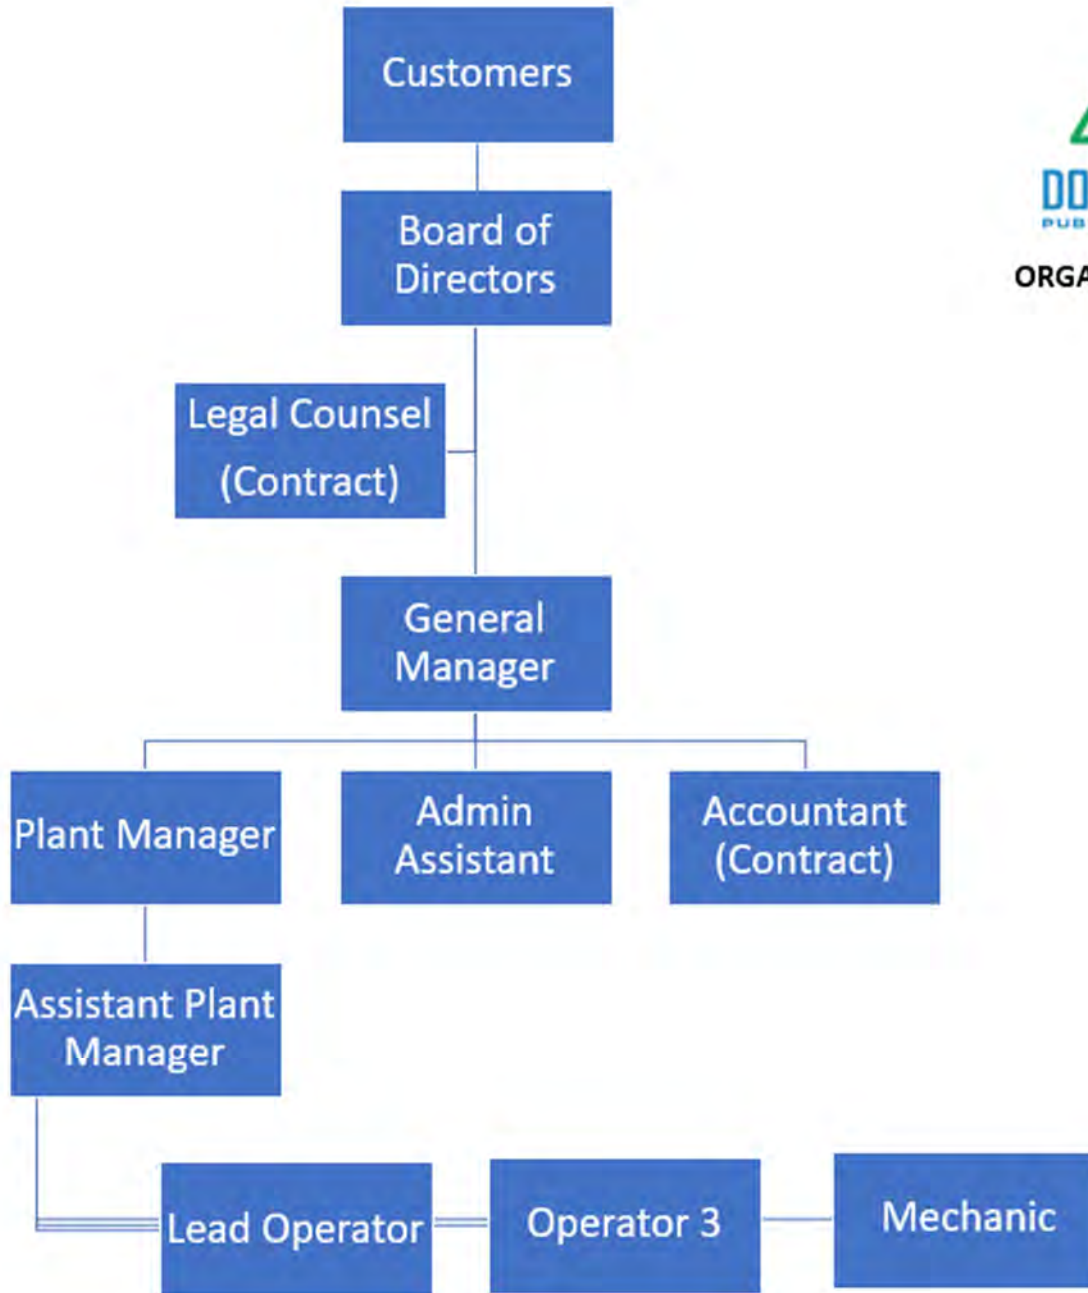 Customers
Board of
Directors
Legal Counsel
(Contract)
General
Manager
Plant Manager
Admin
Assistant
Accountant
(Contract)
Assistant Plant
Manager
Lead Operator
Operator 3
Mechanic